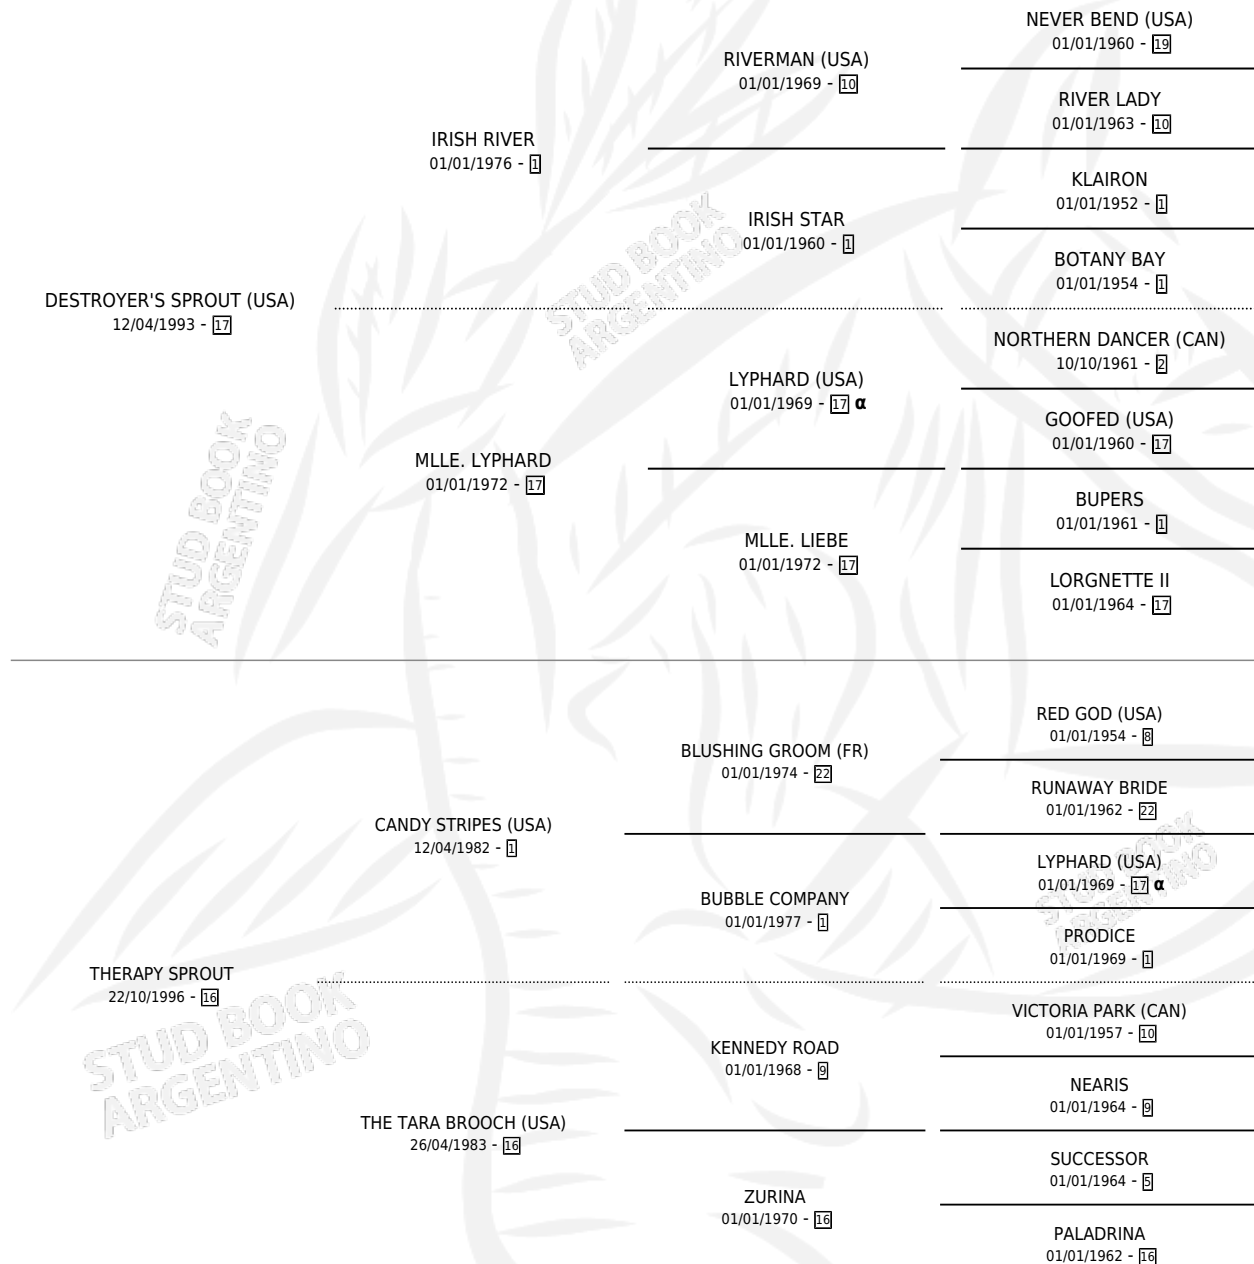 NEVER BEND (USA)
01/01/1960 - 19
RIVERMAN (USA)
01/01/1969 - 10
RIVER LADY
01/01/1963 - 10
IRISH RIVER
01/01/1976 - 1
KLAIRON
01/01/1952 - 1
IRISH STAR
01/01/1960 - 1
BOTANY BAY
01/01/1954 - 1
DESTROYER'S SPROUT (USA)
12/04/1993 - 17
NORTHERN DANCER (CAN)
10/10/1961 - 2
LYPHARD (USA)
01/01/1969 - 17 α
GOOFED (USA)
01/01/1960 - 17
MLLE. LYPHARD
01/01/1972 - 17
BUPERS
01/01/1961 - 1
MLLE. LIEBE
01/01/1972 - 17
LORGNETTE II
01/01/1964 - 17
RED GOD (USA)
01/01/1954 - 8
BLUSHING GROOM (FR)
01/01/1974 - 22
RUNAWAY BRIDE
01/01/1962 - 22
CANDY STRIPES (USA)
12/04/1982 - 1
LYPHARD (USA)
01/01/1969 - 17 α
BUBBLE COMPANY
01/01/1977 - 1
PRODICE
01/01/1969 - 1
THERAPY SPROUT
22/10/1996 - 16
VICTORIA PARK (CAN)
01/01/1957 - 10
KENNEDY ROAD
01/01/1968 - 9
NEARIS
01/01/1964 - 9
THE TARA BROOCH (USA)
26/04/1983 - 16
SUCCESSOR
01/01/1964 - 5
ZURINA
01/01/1970 - 16
PALADRINA
01/01/1962 - 16
STUD BOOK
ARGENTINO
STUD BOOK
ARGENTINO
STUD BOOK
ARGENTINO
STUD BOOK
ARGENTINO